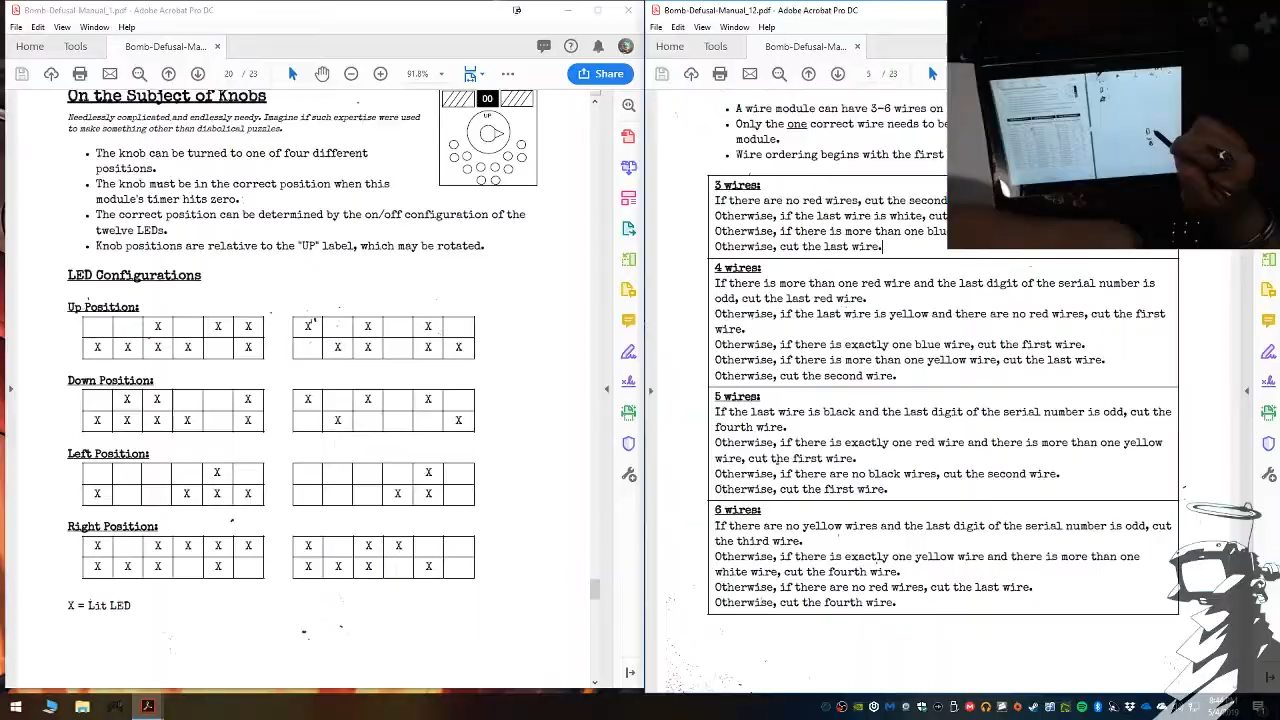 Bomb-Defusal-Manual_1.pdf - Adobe Acrobat Pro DC
File Edit View Window Help
Home Tools Bomb-Defusal-Ma... ×
20 / 23 91.8% Share
On the Subject of Knobs
Needlessly complicated,and endlessly needy. Imagine if such expertise were used
to make something other than diabolical puzzles.
The knob can be turned to one of four different
positions.
The knob must be in the correct position when this
module's timer hits zero.
The correct position can be determined by the on/off configuration of the
twelve LEDs.
Knob positions are relative to the "UP" label, which may be rotated.
00
UP
LED Configurations
Up Position:
X X X X X X
X X X X X X X X X
Down Position:
X X X X X X
X X X X X X X
Left Position:
X X
X X X X X X
Right Position:
X X X X X X X X
X X X X X X X X
X = Lit LED
Bomb-Defusal-Manual_12.pdf - Adobe Acrobat Pro DC
File Edit View Window Help
Home Tools Bomb-Defusal-Ma... ×
5 / 23
A wire module can have 3-6 wires on
Only the one correct wire needs to be
module.
Wire ordering begins with the first
3 wires:
If there are no red wires, cut the second
Otherwise, if the last wire is white, cut
Otherwise, if there is more than one blue
Otherwise, cut the last wire.
4 wires:
If there is more than one red wire and the last digit of the serial number is
odd, cut the last red wire.
Otherwise, if the last wire is yellow and there are no red wires, cut the first
wire.
Otherwise, if there is exactly one blue wire, cut the first wire.
Otherwise, if there is more than one yellow wire, cut the last wire.
Otherwise, cut the second wire.
5 wires:
If the last wire is black and the last digit of the serial number is odd, cut the
fourth wire.
Otherwise, if there is exactly one red wire and there is more than one yellow
wire, cut the first wire.
Otherwise, if there are no black wires, cut the second wire.
Otherwise, cut the first wire.
6 wires:
If there are no yellow wires and the last digit of the serial number is odd, cut
the third wire.
Otherwise, if there is exactly one yellow wire and there is more than one
white wire, cut the fourth wire.
Otherwise, if there are no red wires, cut the last wire.
Otherwise, cut the fourth wire.
5/4/2019